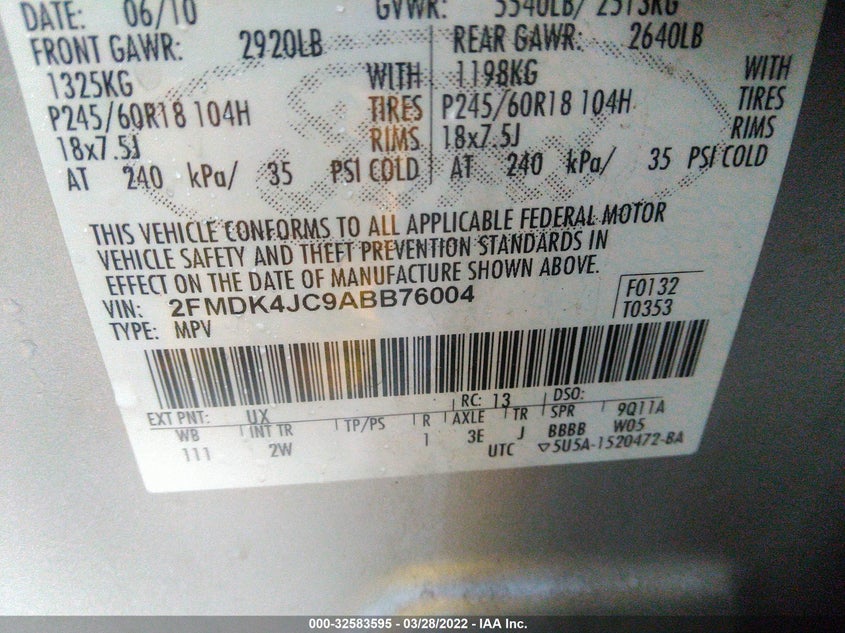 DATE: 06/10 GVWR: 5540LB/ 2513KG
FRONT GAWR: 2920LB REAR GAWR: 2640LB
1325KG WITH 1198KG WITH
P245/60R18 104H TIRES P245/60R18 104H TIRES
18x7.5J RIMS 18x7.5J RIMS
AT 240 kPa/ 35 PSI COLD AT 240 kPa/ 35 PSI COLD
THIS VEHICLE CONFORMS TO ALL APPLICABLE FEDERAL MOTOR
VEHICLE SAFETY AND THEFT PREVENTION STANDARDS IN
EFFECT ON THE DATE OF MANUFACTURE SHOWN ABOVE.
VIN: 2FMDK4JC9ABB76004 F0132
TYPE: MPV T0353
RC: 13 DSO:
EXT PNT: UX R AXLE TR SPR 9Q11A
WB INT TR TP/PS 1 3E J BBBB W05
111 2W UTC ▽5U5A-1520472-BA
000-32583595 - 03/28/2022 - IAA Inc.